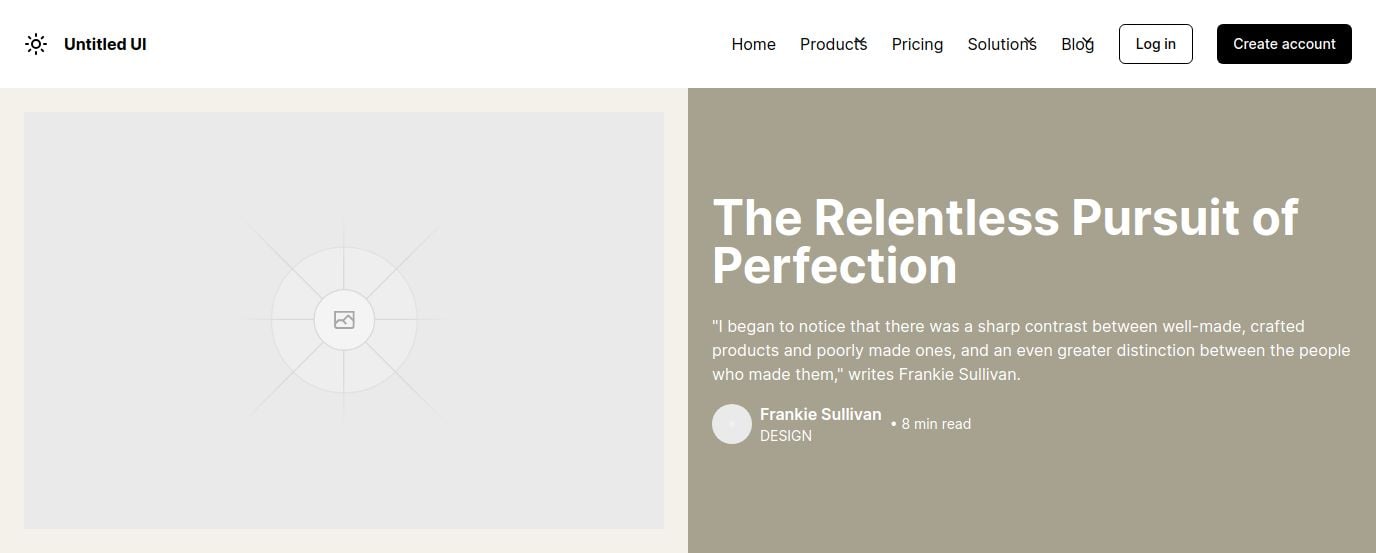 Untitled UI
Home Products Pricing Solutions Blog Log in Create account
The Relentless Pursuit of
Perfection
"I began to notice that there was a sharp contrast between well-made, crafted
products and poorly made ones, and an even greater distinction between the people
who made them," writes Frankie Sullivan.
Frankie Sullivan
DESIGN
• 8 min read